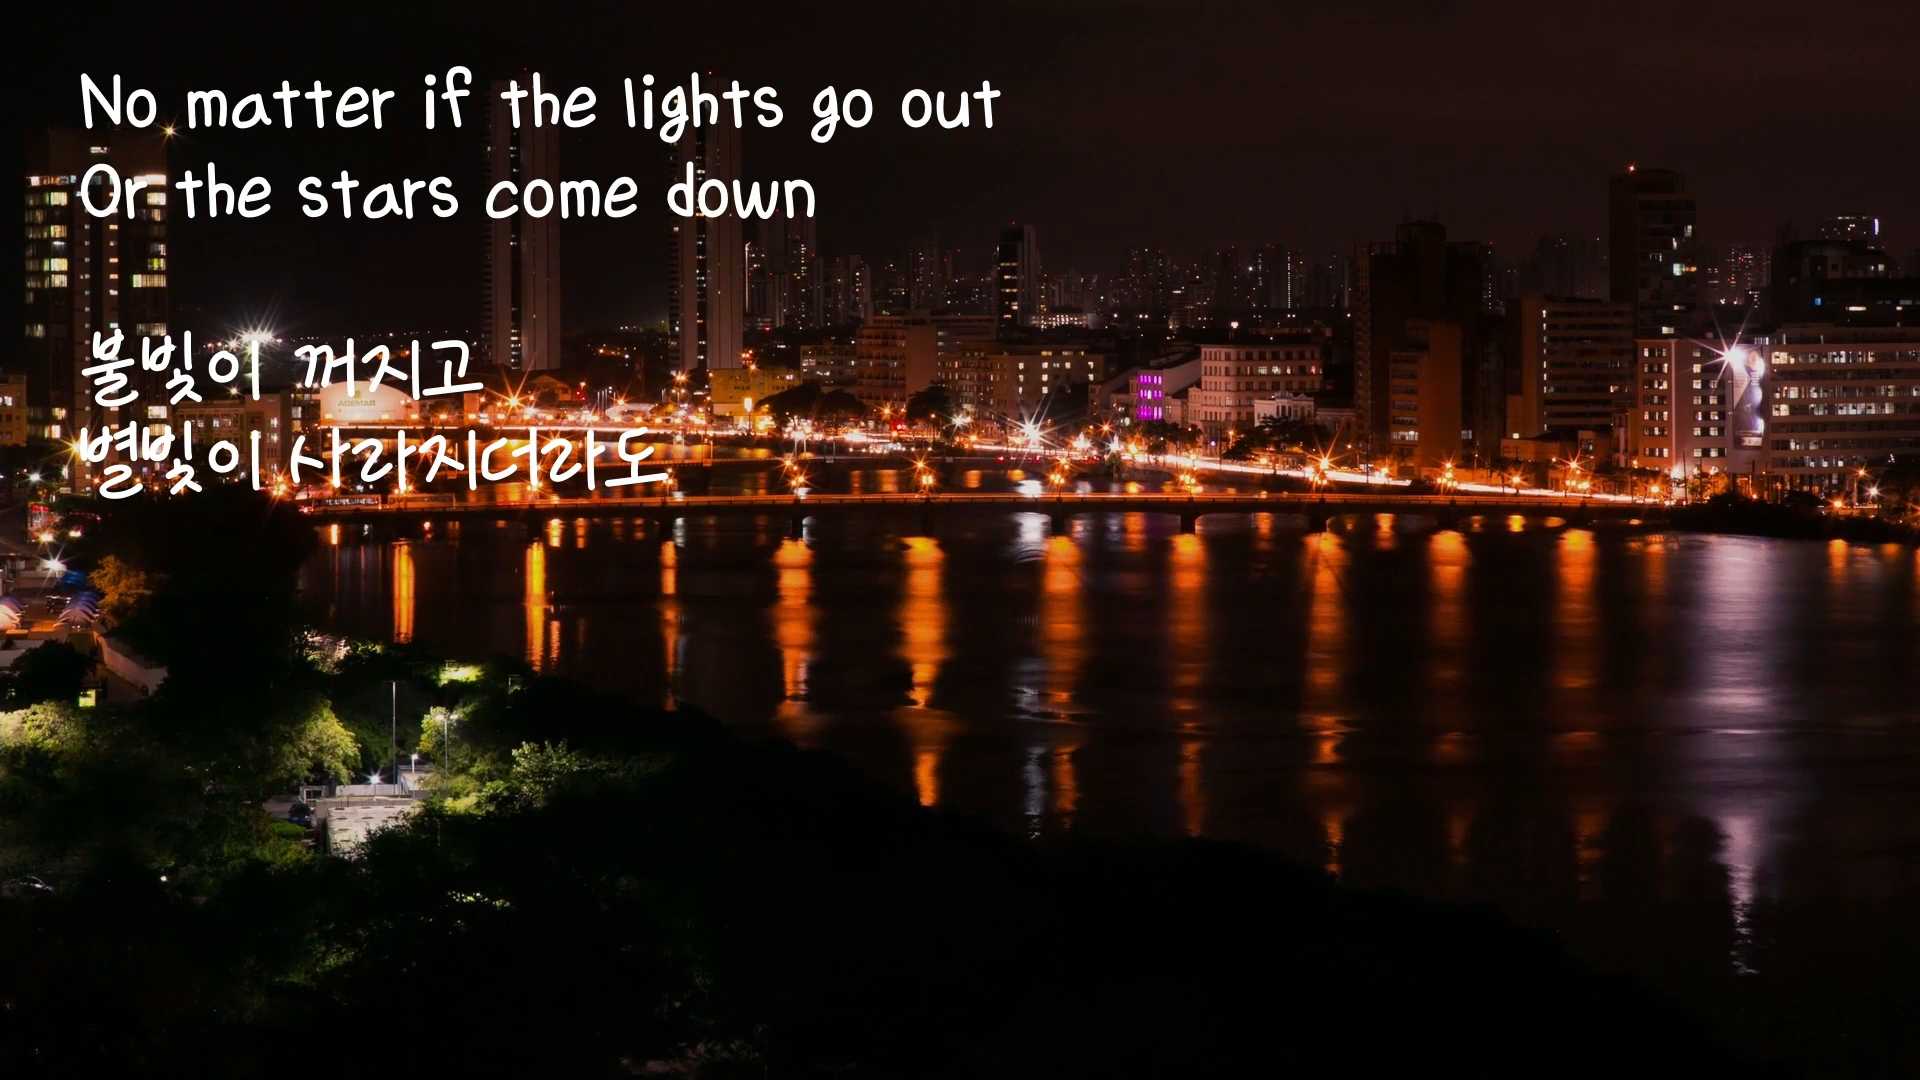 No matter if the lights go out
Or the stars come down
불빛이 꺼지고
별빛이 사라지더라도
ADEMAR